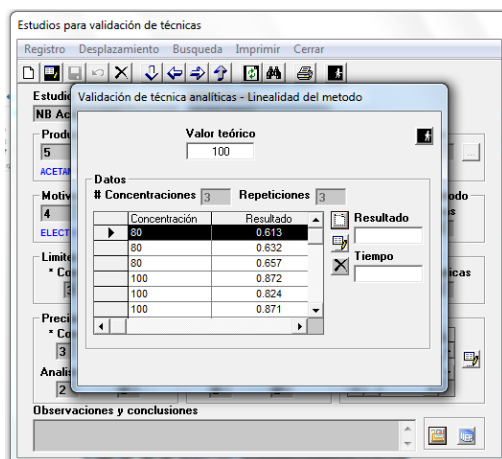 Estudios para validación de técnicas
Registro Desplazamiento Busqueda Imprimir Cerrar
Validación de técnica analíticas - Linealidad del metodo
NB Ac
Valor teórico
100
Produ
5
...
ACETAM
Datos
# Concentraciones 3 Repeticiones 3
Motiv
4
ELECT
Concentración Resultado
80 0.613
80 0.632
80 0.657
100 0.872
100 0.824
100 0.871
Resultado
Tiempo
odo
s
Limite
* Co
icas
Preci
* Co
3
Analis
2
Observaciones y conclusiones